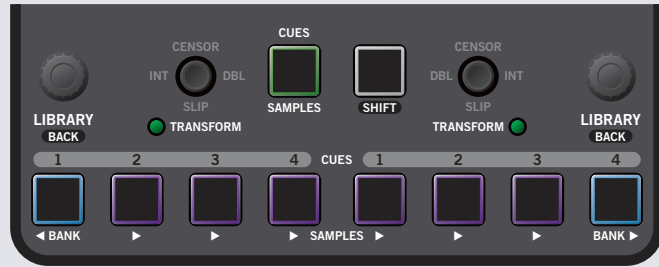 CUES
CENSOR CENSOR
INT DBL DBL INT
SLIP SAMPLES SHIFT SLIP
LIBRARY TRANSFORM TRANSFORM LIBRARY
BACK BACK
1 2 3 4 CUES 1 2 3 4
◀ BANK ▶ ▶ ▶ SAMPLES ▶ ▶ ▶ BANK ▶